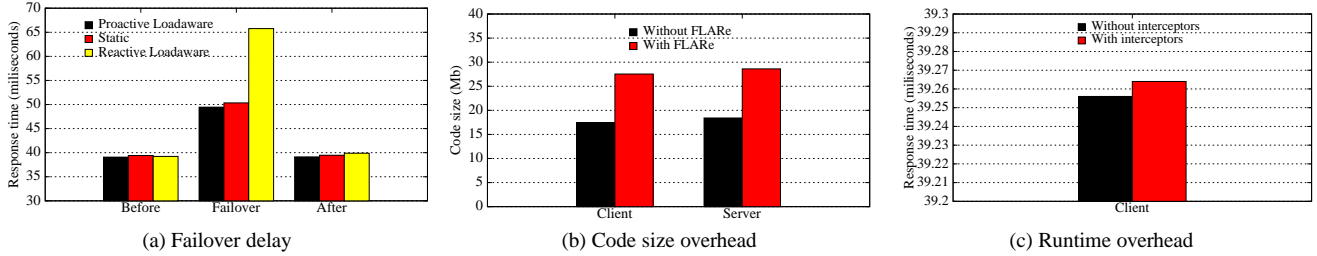 70
65
60
55
50
45
40
35
30
Response time (miliseconds)
Proactive Loadaware
Static
Reactive Loadaware
Before
Failover
After
(a) Failover delay
40
35
30
25
20
15
10
5
0
Code size (Mb)
Without FLARe
With FLARe
Client
Server
(b) Code size overhead
39.3
39.29
39.28
39.27
39.26
39.25
39.24
39.23
39.22
39.21
39.2
Response time (milliseconds)
Without interceptors
With interceptors
Client
(c) Runtime overhead